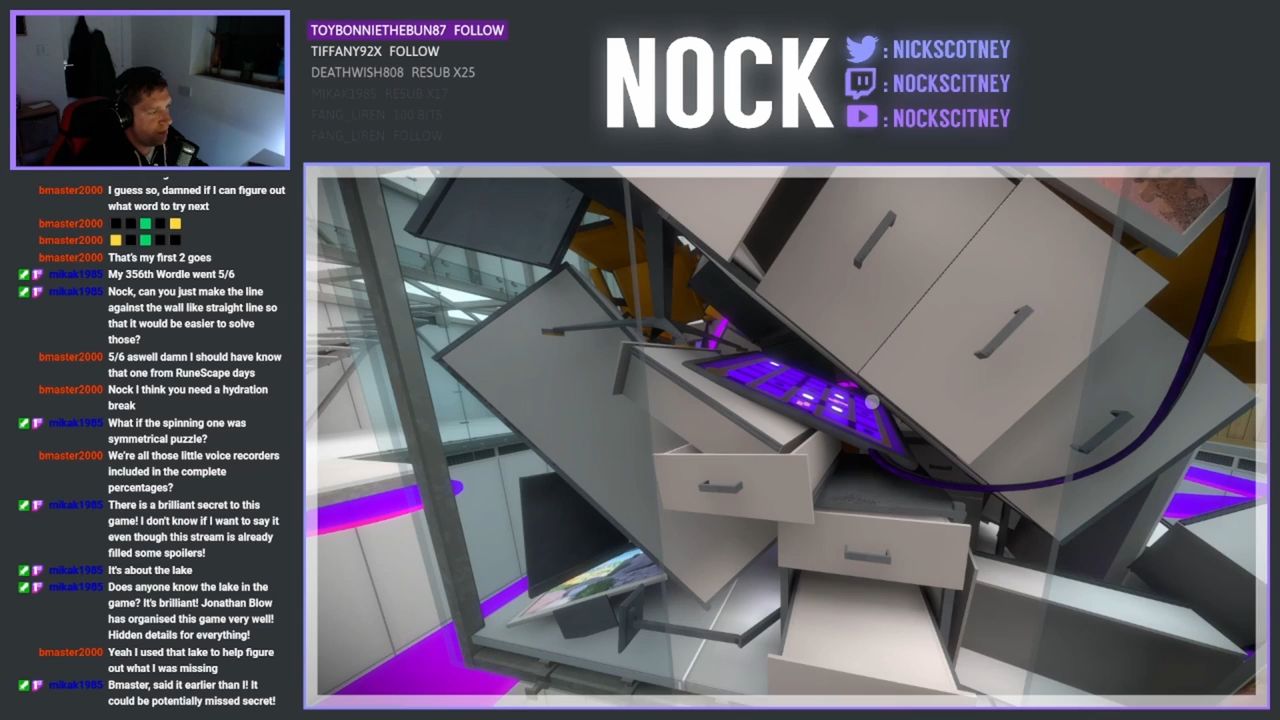 TOYBONNIETHEBUN87 FOLLOW
TIFFANY92X FOLLOW
DEATHWISH808 RESUB X25
MIKAK1985 RESUB X17
FANG_LIREN 100 BITS
FANG_LIREN FOLLOW
NOCK
: NICKSCOTNEY
: NOCKSCITNEY
: NOCKSCITNEY
bmaster2000 I guess so, damned if I can figure out
what word to try next
bmaster2000
bmaster2000
bmaster2000 That's my first 2 goes
mikak1985 My 356th Wordle went 5/6
mikak1985 Nock, can you just make the line
against the wall like straight line so
that it would be easier to solve
those?
bmaster2000 5/6 aswell damn I should have know
that one from RuneScape days
bmaster2000 Nock I think you need a hydration
break
mikak1985 What if the spinning one was
symmetrical puzzle?
bmaster2000 We're all those little voice recorders
included in the complete
percentages?
mikak1985 There is a brilliant secret to this
game! I don't know if I want to say it
even though this stream is already
filled some spoilers!
mikak1985 It's about the lake
mikak1985 Does anyone know the lake in the
game? It's brilliant! Jonathan Blow
has organised this game very well!
Hidden details for everything!
bmaster2000 Yeah I used that lake to help figure
out what I was missing
mikak1985 Bmaster, said it earlier than I! It
could be potentially missed secret!